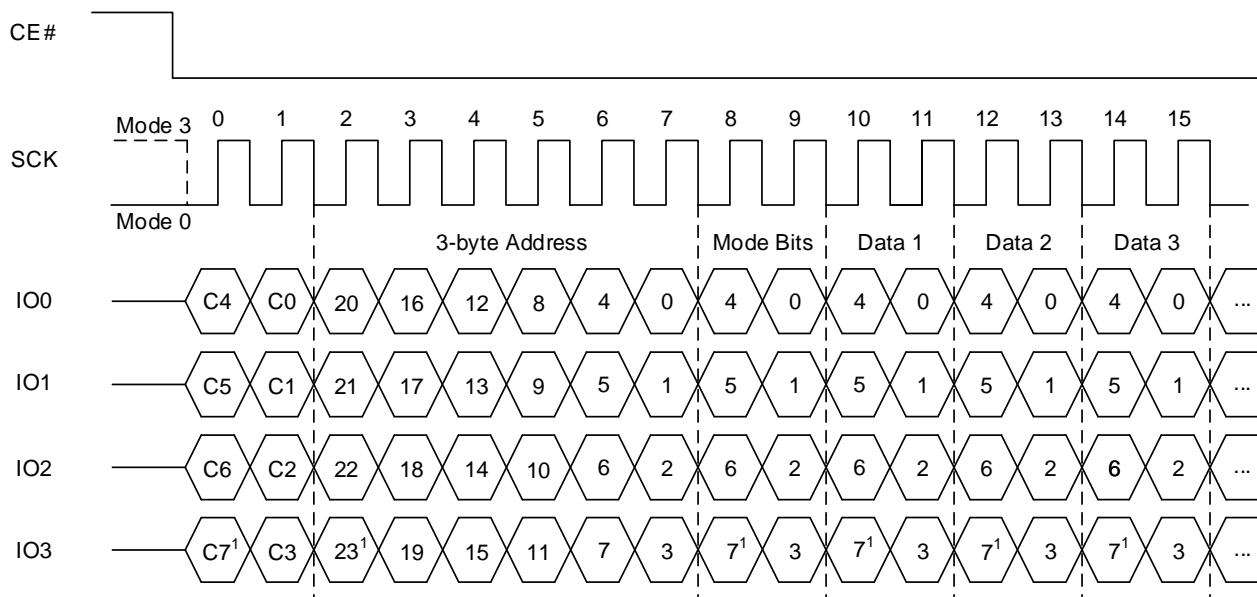 CE#
Mode 3 0 1 2 3 4 5 6 7 8 9 10 11 12 13 14 15
SCK
Mode 0
3-byte Address Mode Bits Data 1 Data 2 Data 3
IO0 C4 C0 20 16 12 8 4 0 4 0 4 0 4 0 4 0 ...
IO1 C5 C1 21 17 13 9 5 1 5 1 5 1 5 1 5 1 ...
IO2 C6 C2 22 18 14 10 6 2 6 2 6 2 6 2 6 2 ...
IO3 C7¹ C3 23¹ 19 15 11 7 3 7¹ 3 7¹ 3 7¹ 3 7¹ 3 ...